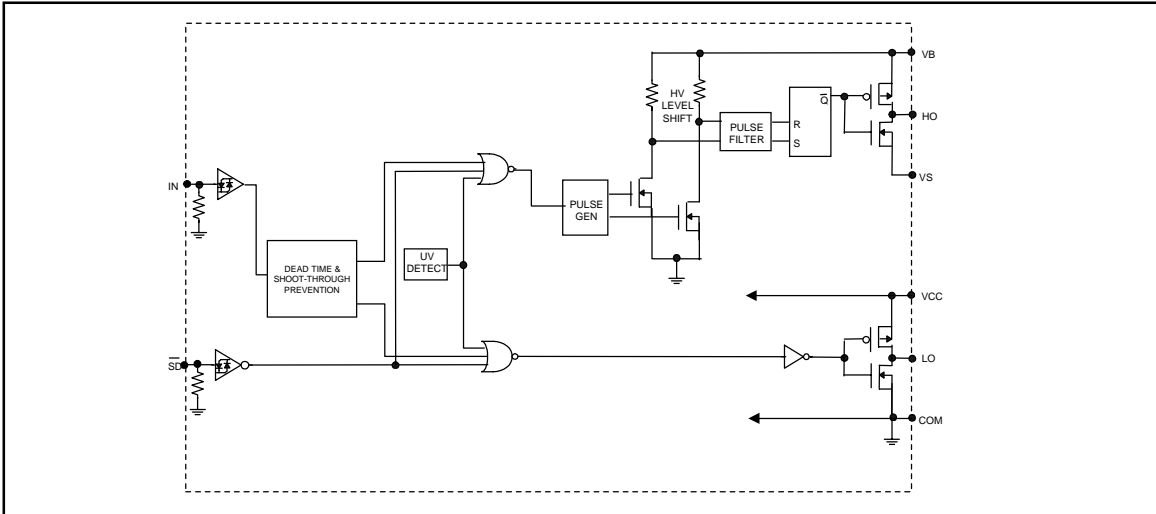 VB
HV
LEVEL
SHIFT
Q
PULSE
FILTER
R
S
HO
VS
IN
PULSE
GEN
UV
DETECT
DEAD TIME &
SHOOT-THROUGH
PREVENTION
VCC
SD
LO
COM